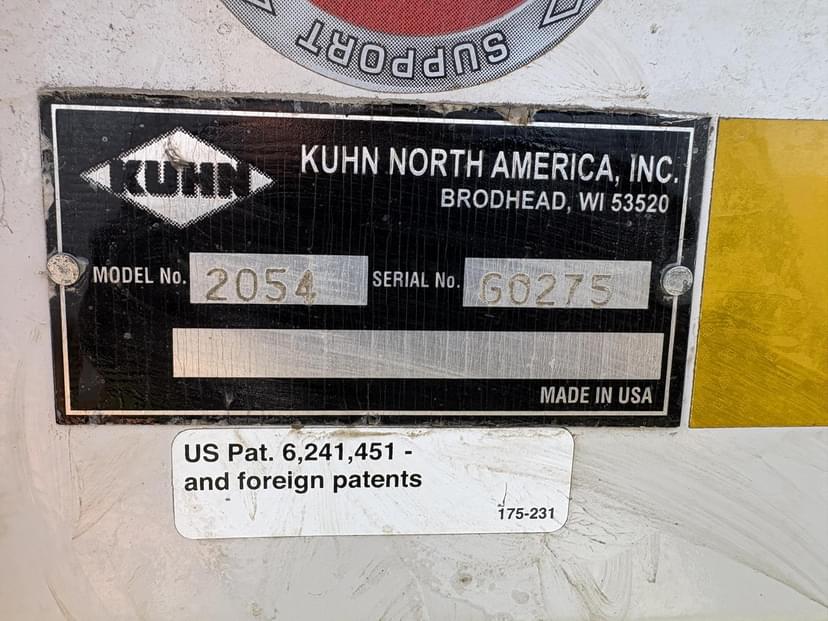 SUPPORT
KUHN
KUHN NORTH AMERICA, INC.
BRODHEAD, WI 53520
MODEL No. 2054 SERIAL No. G0275
MADE IN USA
US Pat. 6,241,451 -
and foreign patents
175-231